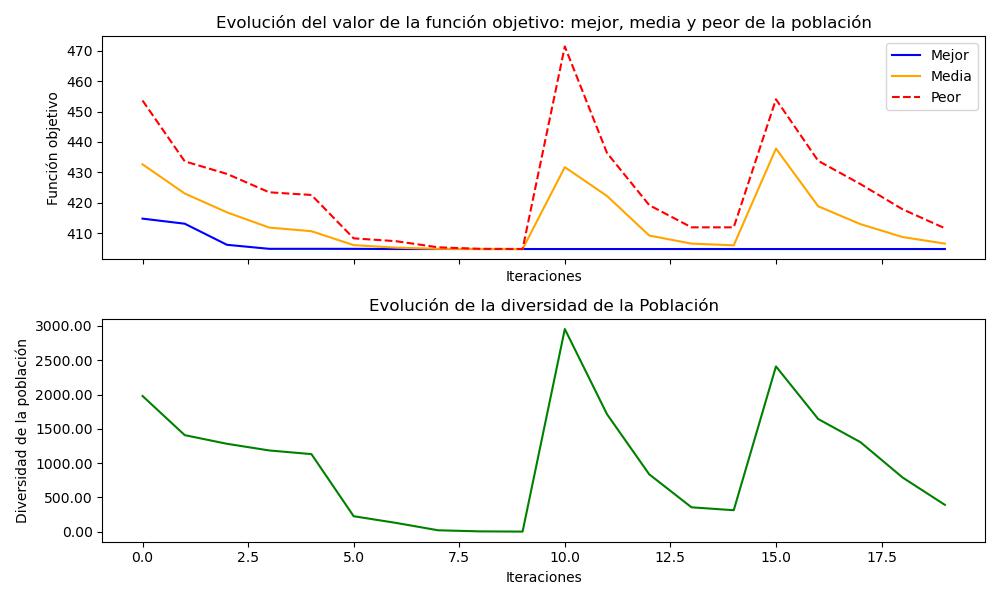 Evolución del valor de la función objetivo: mejor, media y peor de la población
470
460
450
440
430
420
410
Función objetivo
Mejor
Media
Peor
Iteraciones
Evolución de la diversidad de la Población
3000.00
2500.00
2000.00
1500.00
1000.00
500.00
0.00
Diversidad de la población
0.0 2.5 5.0 7.5 10.0 12.5 15.0 17.5
Iteraciones